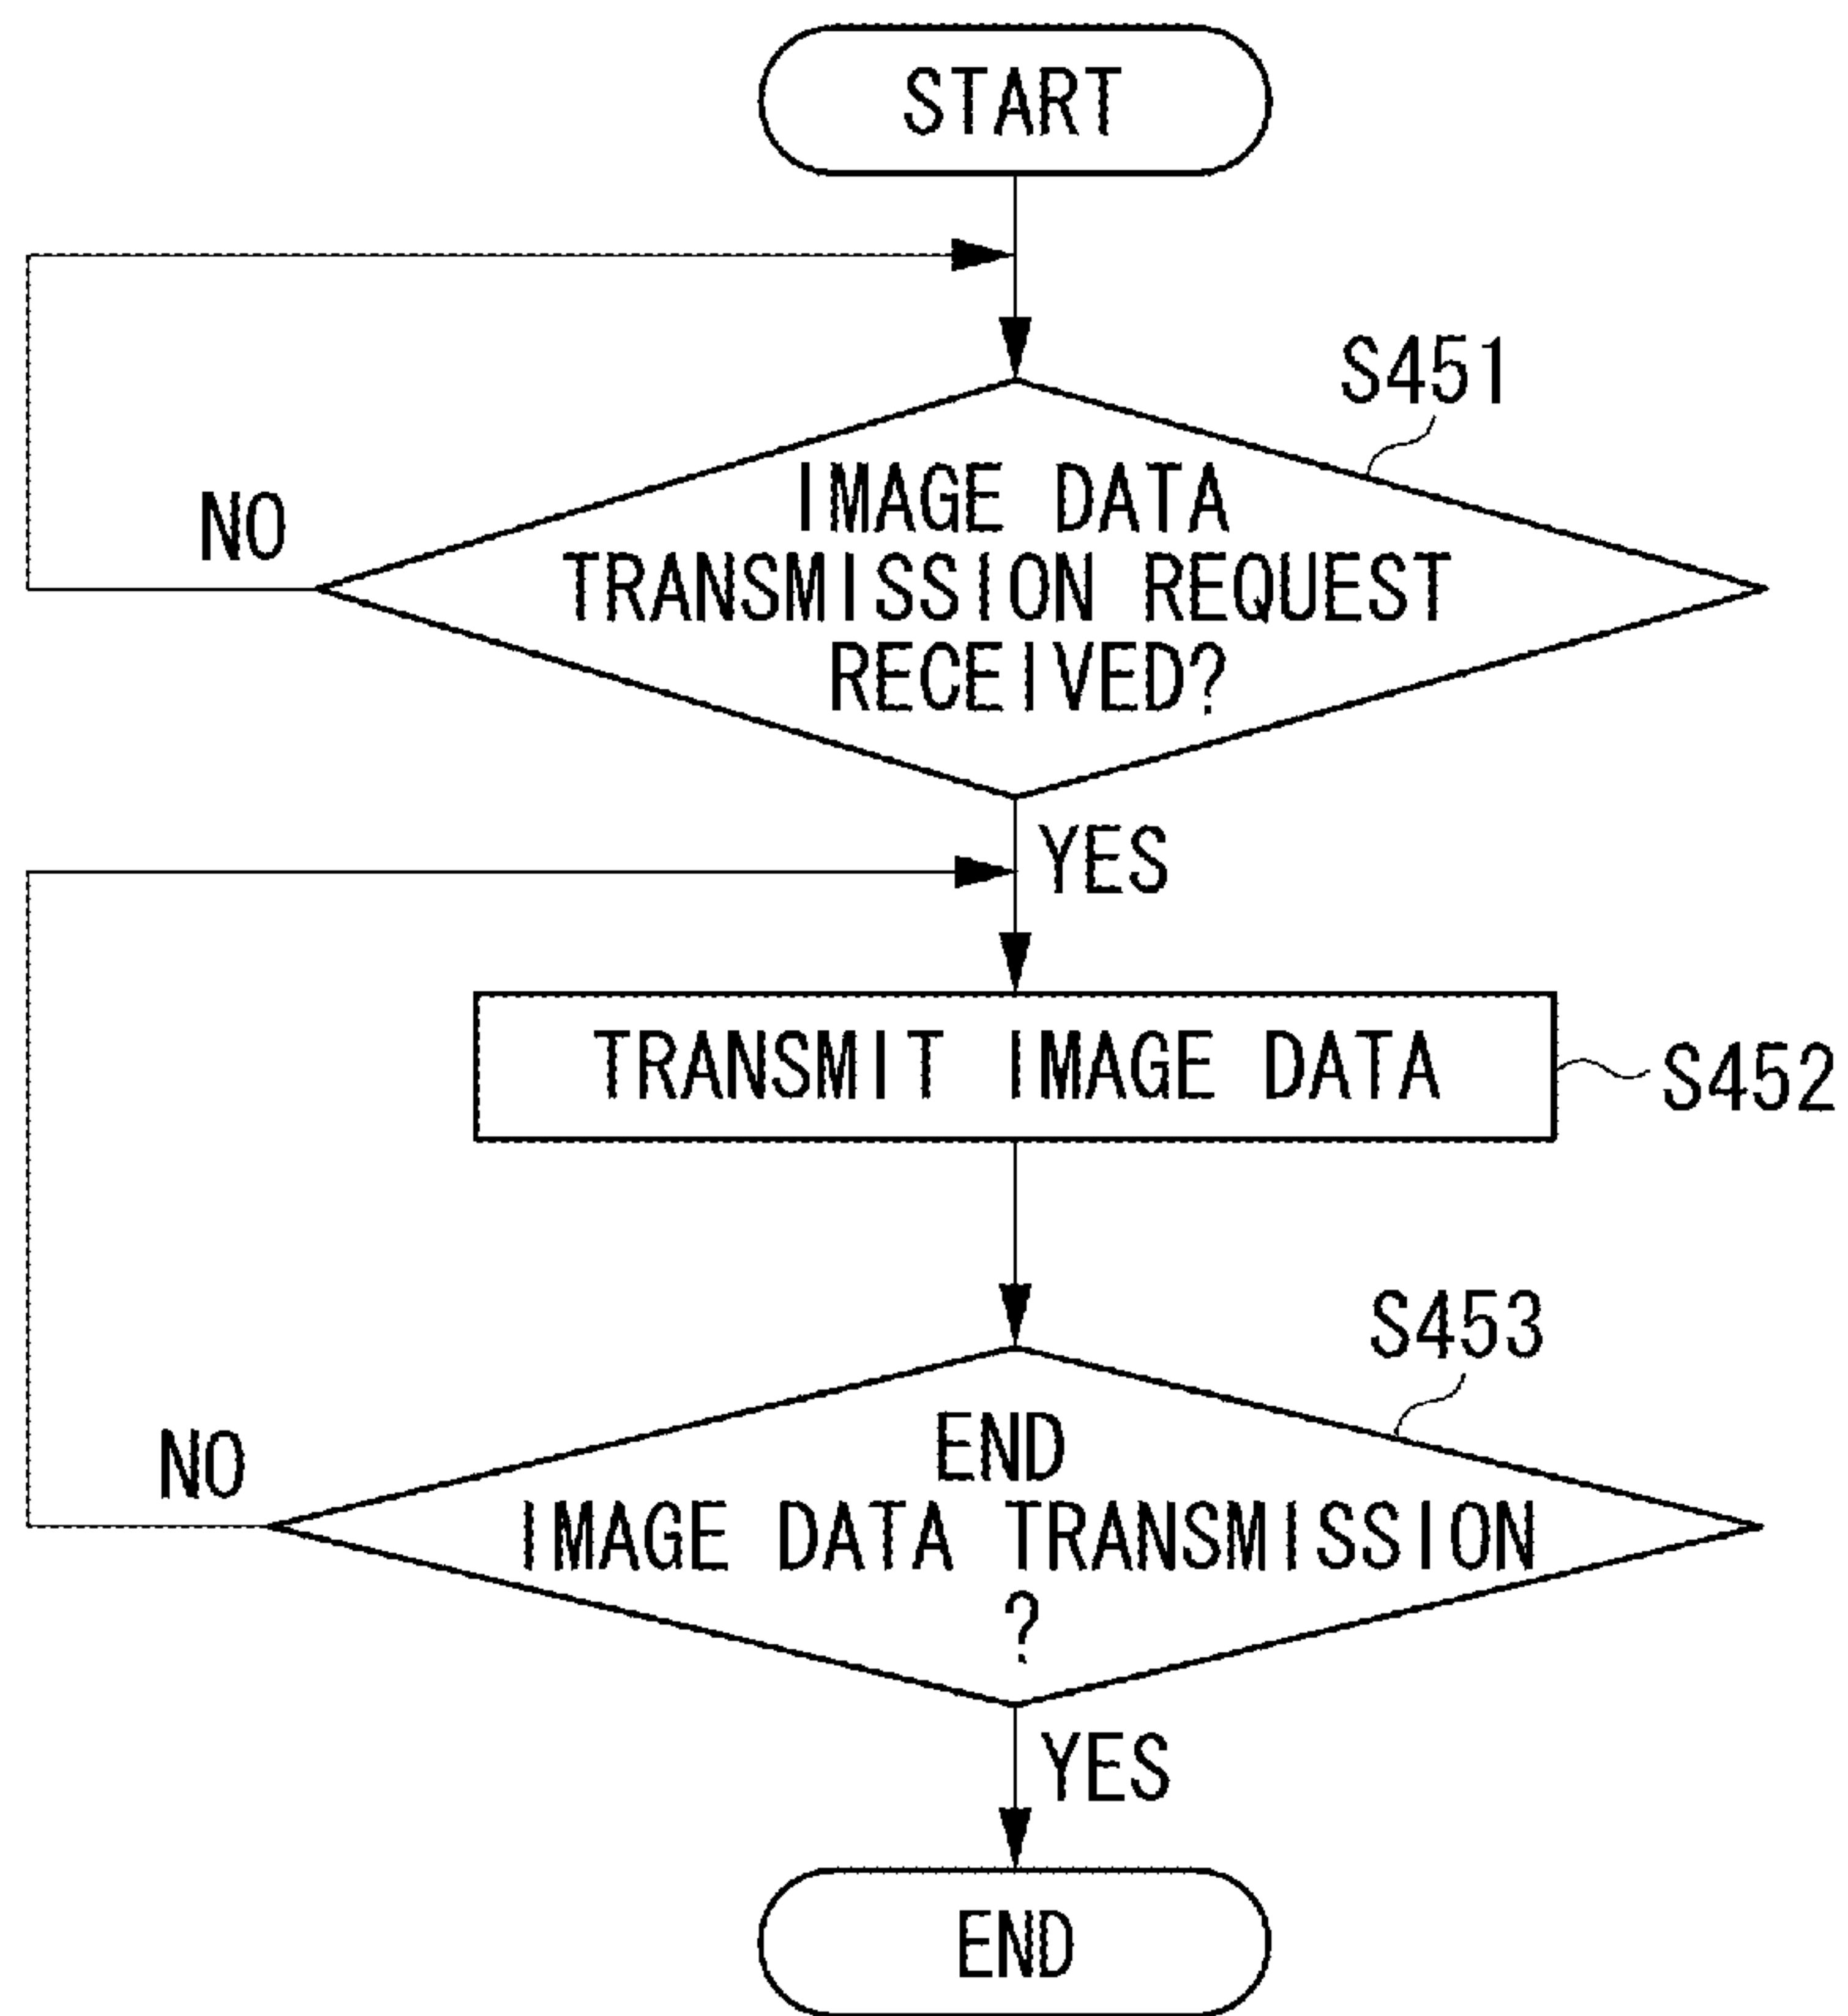 START
S451
IMAGE DATA
TRANSMISSION REQUEST
RECEIVED?
NO
YES
TRANSMIT IMAGE DATA
S452
S453
END
IMAGE DATA TRANSMISSION
?
NO
YES
END